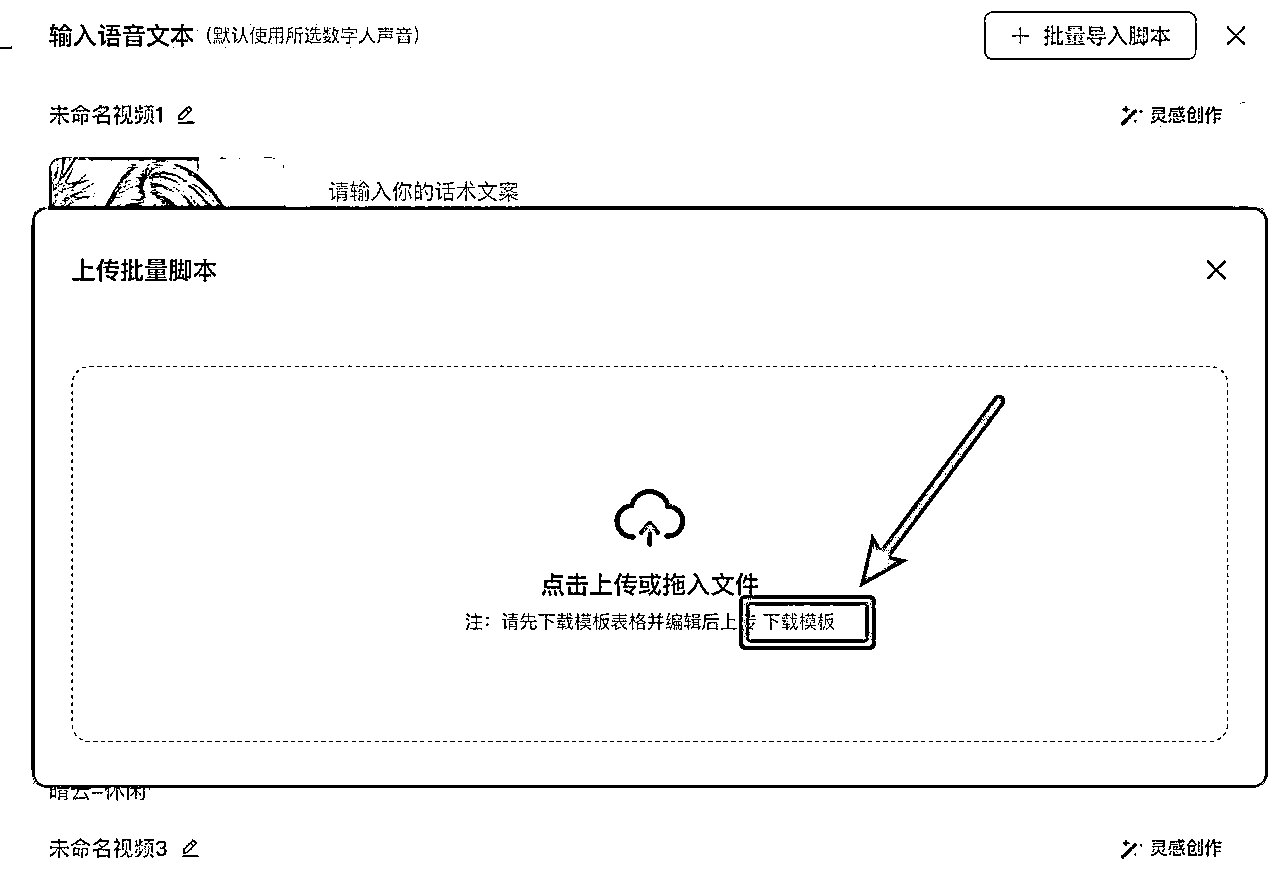 输入语音文本（默认使用所选数字人声音）
批量导入脚本
未命名视频1
灵感创作
请输入你的话术文案
上传批量脚本
点击上传或拖入文件
注：请先下载模板表格并编辑后上传 下载模板
晴云-休闲
未命名视频3
灵感创作